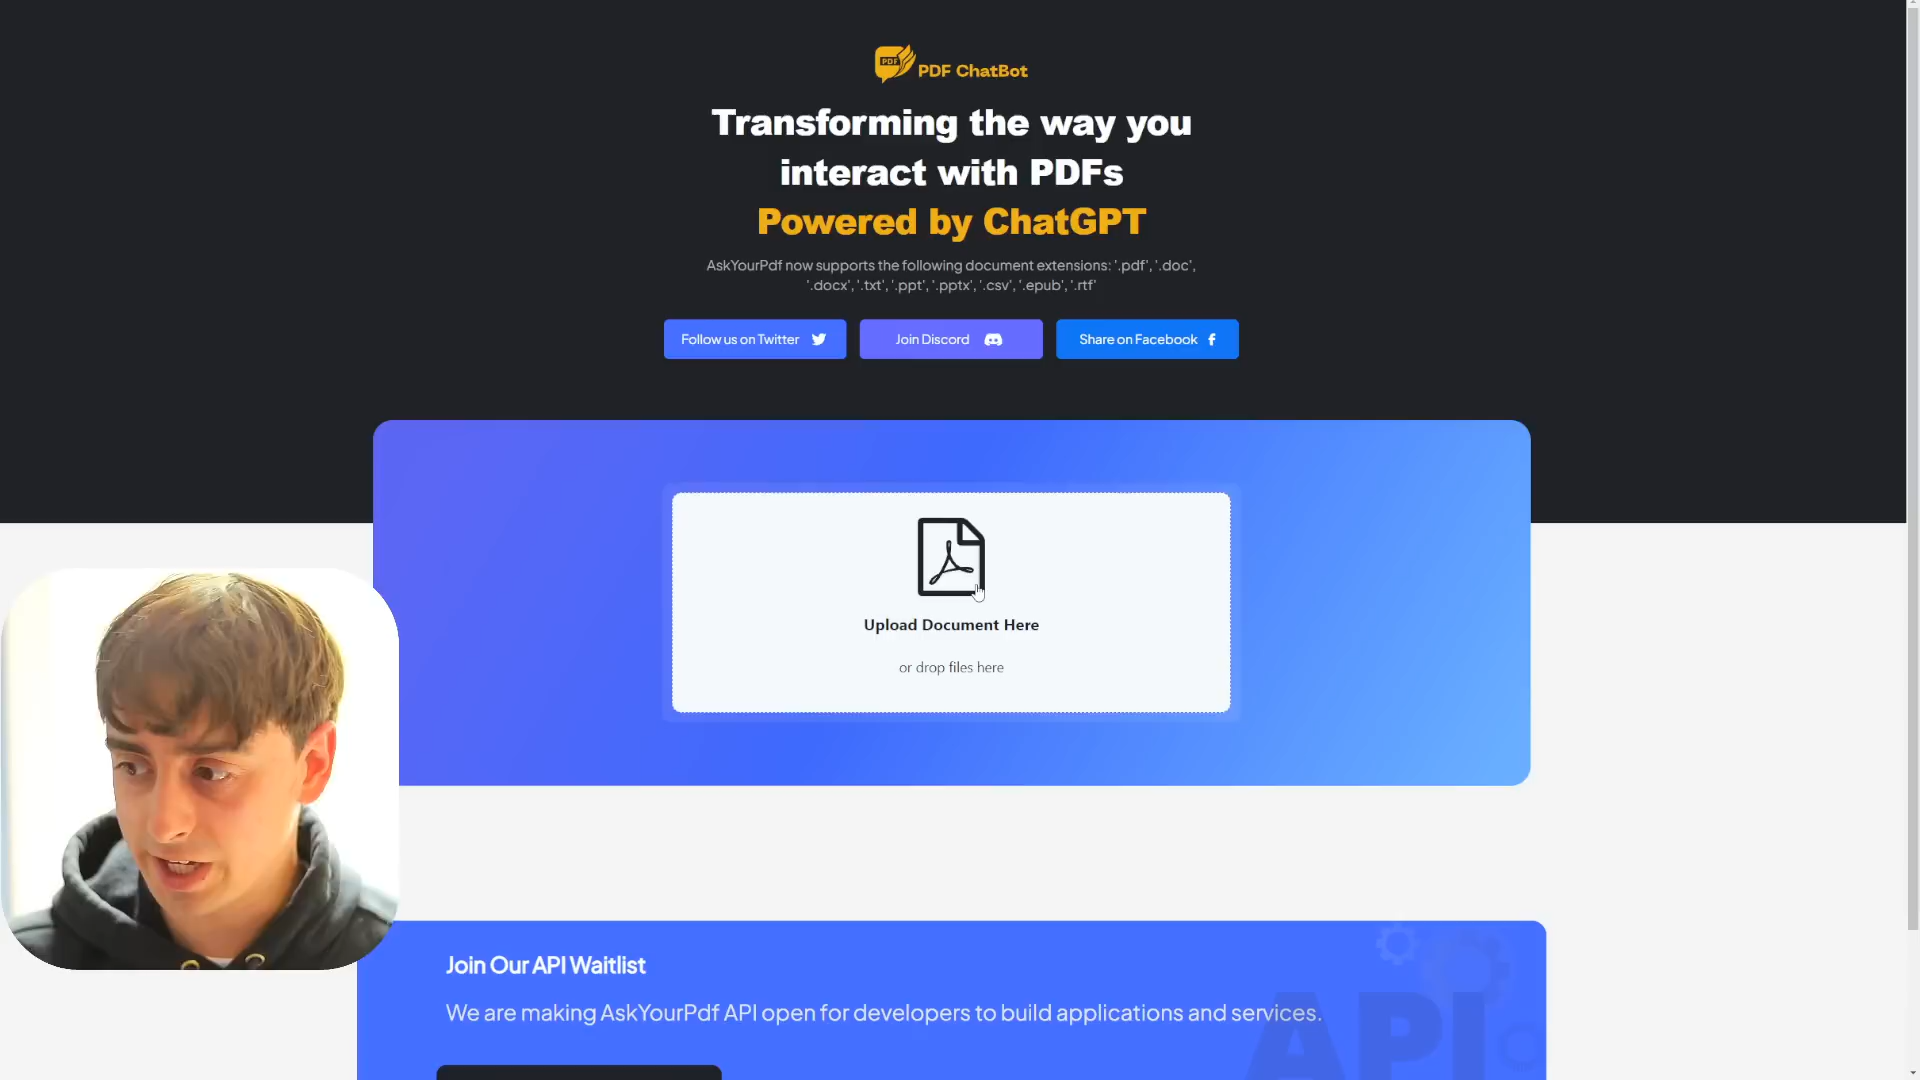 PDF
PDF ChatBot
Transforming the way you
interact with PDFs
Powered by ChatGPT
AskYourPdf now supports the following document extensions: '.pdf', '.doc',
'.docx', '.txt', '.ppt', '.pptx', '.csv', '.epub', '.rtf'
Follow us on Twitter
Join Discord
Share on Facebook
Upload Document Here
or drop files here
Join Our API Waitlist
We are making AskYourPdf API open for developers to build applications and services.
API